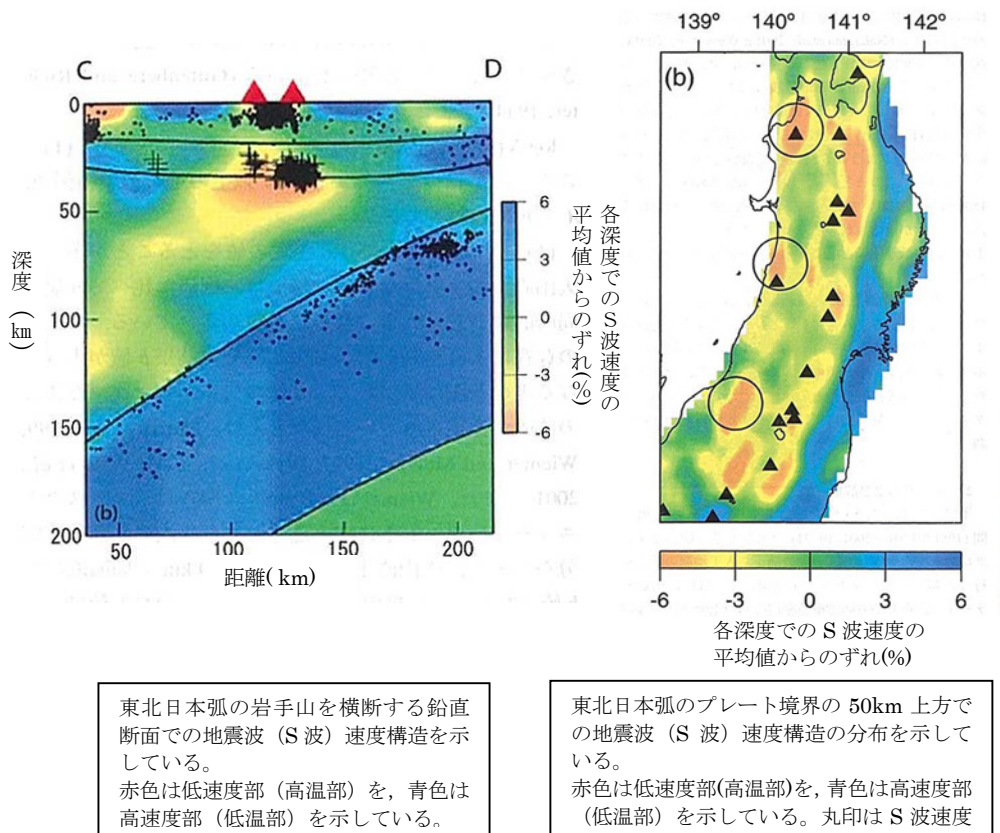 139° 140° 141° 142°
C D
(b)
0
50
100
150
200
深度 (km)
(b)
50 100 150 200
距離( km)
6
3
0
-3
-6
各深度でのS波速度の
平均値からのずれ(%)
-6 -3 0 3 6
各深度での S 波速度の
平均値からのずれ(%)
東北日本弧の岩手山を横断する鉛直
断面での地震波（S 波）速度構造を示
している。
赤色は低速度部（高温部）を，青色は
高速度部（低温部）を示している。
東北日本弧のプレート境界の 50km 上方で
の地震波（S 波）速度構造の分布を示して
いる。
赤色は低速度部(高温部)を，青色は高速度部
（低温部）を示している。丸印は S 波速度